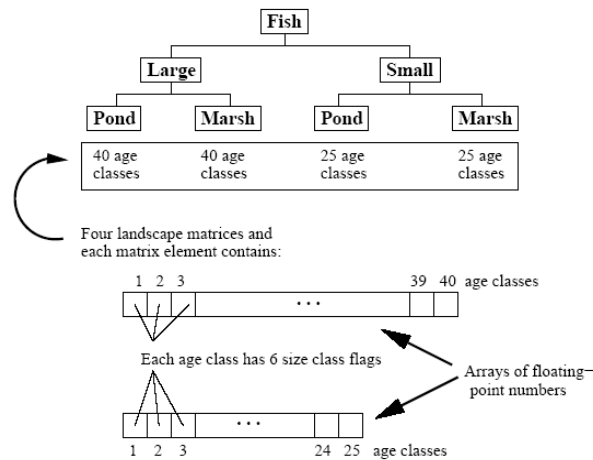 Fish
Large Small
Pond Marsh Pond Marsh
40 age 40 age 25 age 25 age
classes classes classes classes
Four landscape matrices and
each matrix element contains:
1 2 3 39 40 age classes
...
Each age class has 6 size class flags
Arrays of floating-
point numbers
...
1 2 3 24 25 age classes